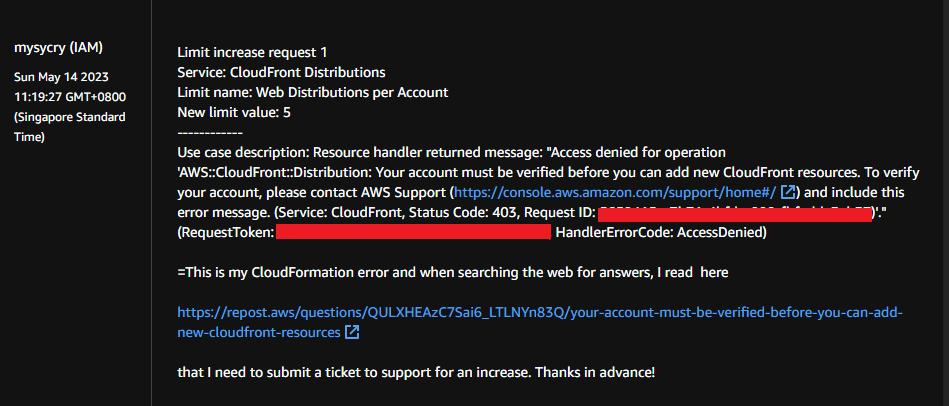 mysycry (IAM)
Sun May 14 2023
11:19:27 GMT+0800
(Singapore Standard
Time)
Limit increase request 1
Service: CloudFront Distributions
Limit name: Web Distributions per Account
New limit value: 5
------------
Use case description: Resource handler returned message: "Access denied for operation
'AWS::CloudFront::Distribution: Your account must be verified before you can add new CloudFront resources. To verify
your account, please contact AWS Support (https://console.aws.amazon.com/support/home#/ ) and include this
error message. (Service: CloudFront, Status Code: 403, Request ID: )'."
(RequestToken: HandlerErrorCode: AccessDenied)
=This is my CloudFormation error and when searching the web for answers, I read here
https://repost.aws/questions/QULXHEAzC7Sai6_LTLNYn83Q/your-account-must-be-verified-before-you-can-add-
new-cloudfront-resources
that I need to submit a ticket to support for an increase. Thanks in advance!